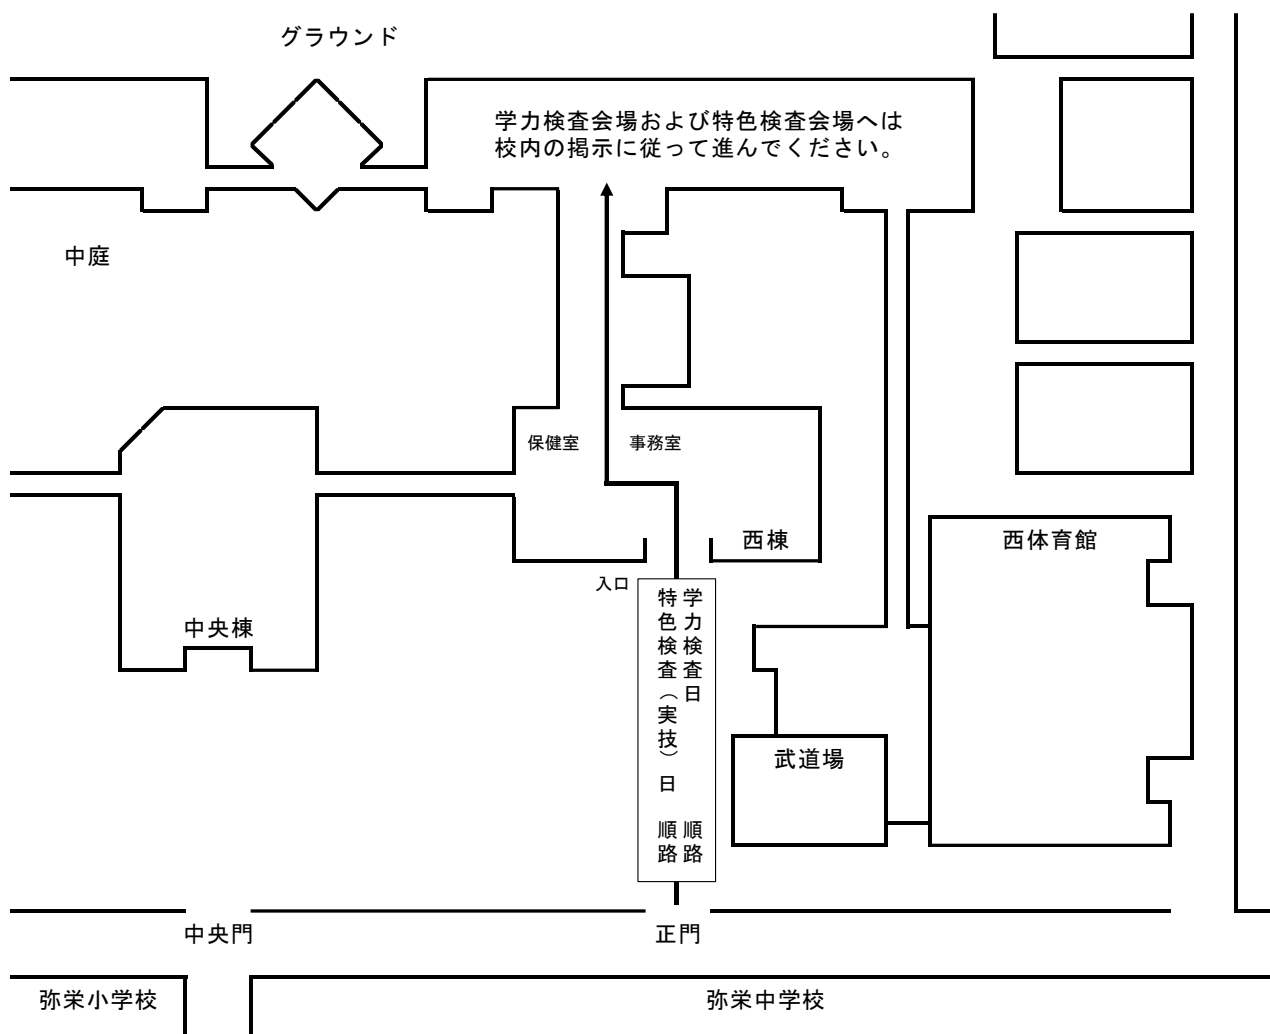 グラウンド
学力検査会場および特色検査会場へは
校内の掲示に従って進んでください。
中庭
保健室
事務室
西棟
西体育館
入口
学力検査日　順路
特色検査（実技）日　順路
中央棟
武道場
中央門
正門
弥栄小学校
弥栄中学校